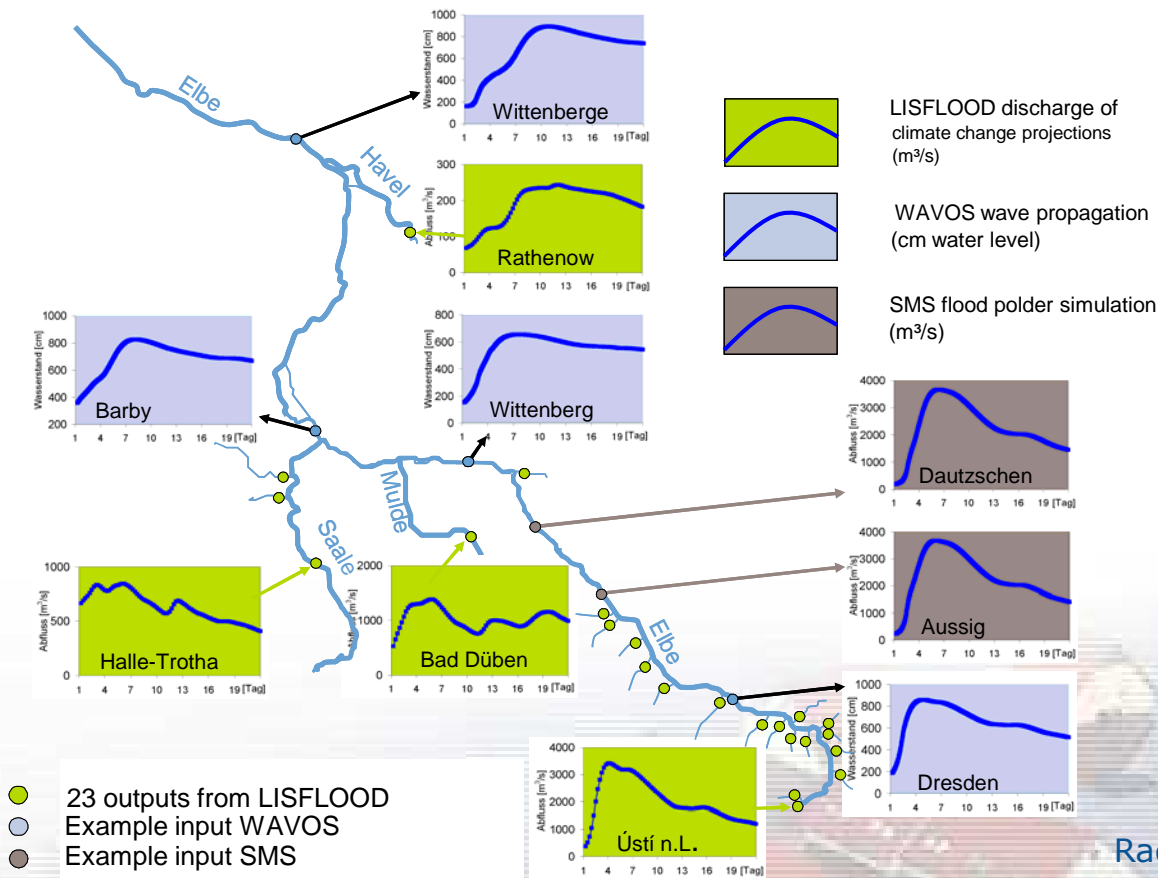 1000
800
600
400
200
0
Wasserstand [cm]
Wittenberge
1 4 7 10 13 16 19 [Tag]
Elbe
Havel
300
200
100
0
Abfluss [m³/s]
Rathenow
1 4 7 10 13 16 19 [Tag]
LISFLOOD discharge of
climate change projections
(m³/s)
WAVOS wave propagation
(cm water level)
SMS flood polder simulation
(m³/s)
1000
800
600
400
200
Wasserstand [cm]
Barby
1 4 7 10 13 16 19 [Tag]
800
600
400
200
0
Wasserstand [cm]
Wittenberg
1 4 7 10 13 16 19 [Tag]
4000
3000
2000
1000
0
Abfluss [m³/s]
Dautzschen
1 4 7 10 13 16 19 [Tag]
Mulde
Saale
4000
3000
2000
1000
0
Abfluss [m³/s]
Aussig
1 4 7 10 13 16 19 [Tag]
1000
500
0
Abfluss [m³/s]
Halle-Trotha
1 4 7 10 13 16 19 [Tag]
2000
1000
0
Abfluss [m³/s]
Bad Düben
1 4 7 10 13 16 19 [Tag]
Elbe
1000
800
600
400
200
0
Wasserstand [cm]
Dresden
1 4 7 10 13 16 19 [Tag]
4000
3000
2000
1000
0
Abfluss [m³/s]
Ústí n.L.
1 4 7 10 13 16 19 [Tag]
23 outputs from LISFLOOD
Example input WAVOS
Example input SMS